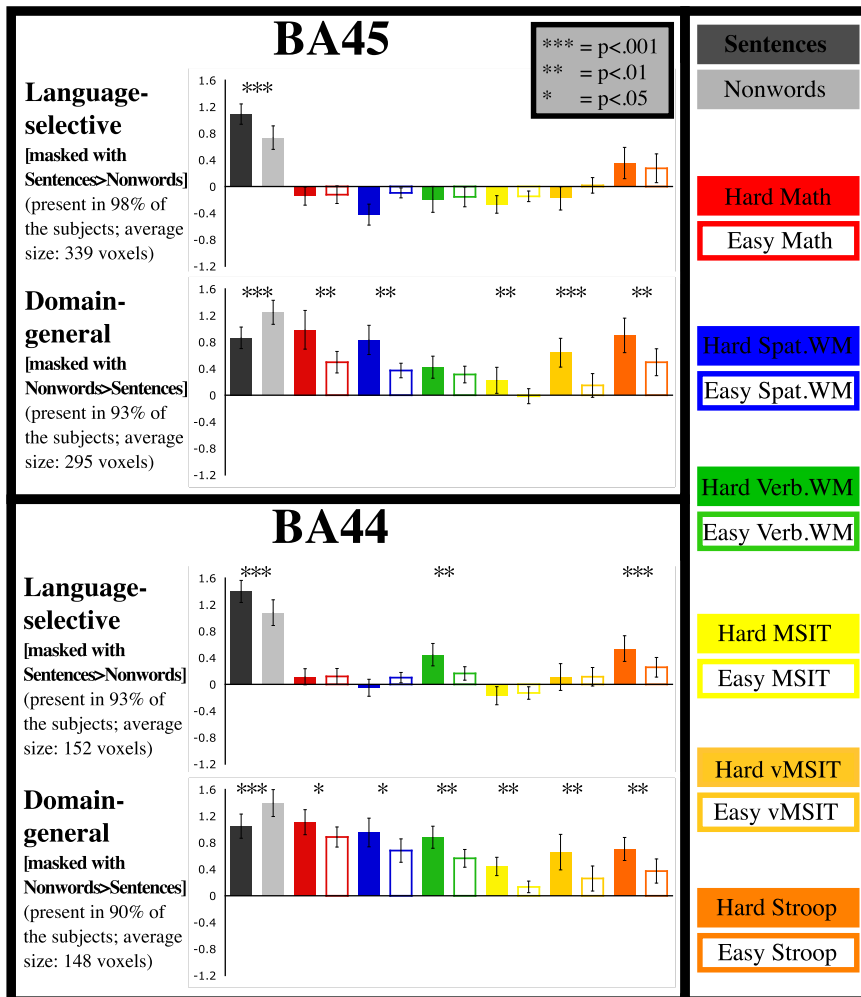 BA45
*** = p<.001
** = p<.01
* = p<.05
Language-
selective
[masked with
Sentences>Nonwords]
(present in 98% of
the subjects; average
size: 339 voxels)
1.6
1.2
0.8
0.4
0
-0.4
-0.8
-1.2
***
Domain-
general
[masked with
Nonwords>Sentences]
(present in 93% of
the subjects; average
size: 295 voxels)
1.6
1.2
0.8
0.4
0
-0.4
-0.8
-1.2
*** ** ** ** *** **
BA44
Language-
selective
[masked with
Sentences>Nonwords]
(present in 93% of
the subjects; average
size: 152 voxels)
1.6
1.2
0.8
0.4
0
-0.4
-0.8
-1.2
*** ** ***
Domain-
general
[masked with
Nonwords>Sentences]
(present in 90% of
the subjects; average
size: 148 voxels)
1.6
1.2
0.8
0.4
0
-0.4
-0.8
-1.2
*** * * ** ** ** **
Sentences
Nonwords
Hard Math
Easy Math
Hard Spat.WM
Easy Spat.WM
Hard Verb.WM
Easy Verb.WM
Hard MSIT
Easy MSIT
Hard vMSIT
Easy vMSIT
Hard Stroop
Easy Stroop